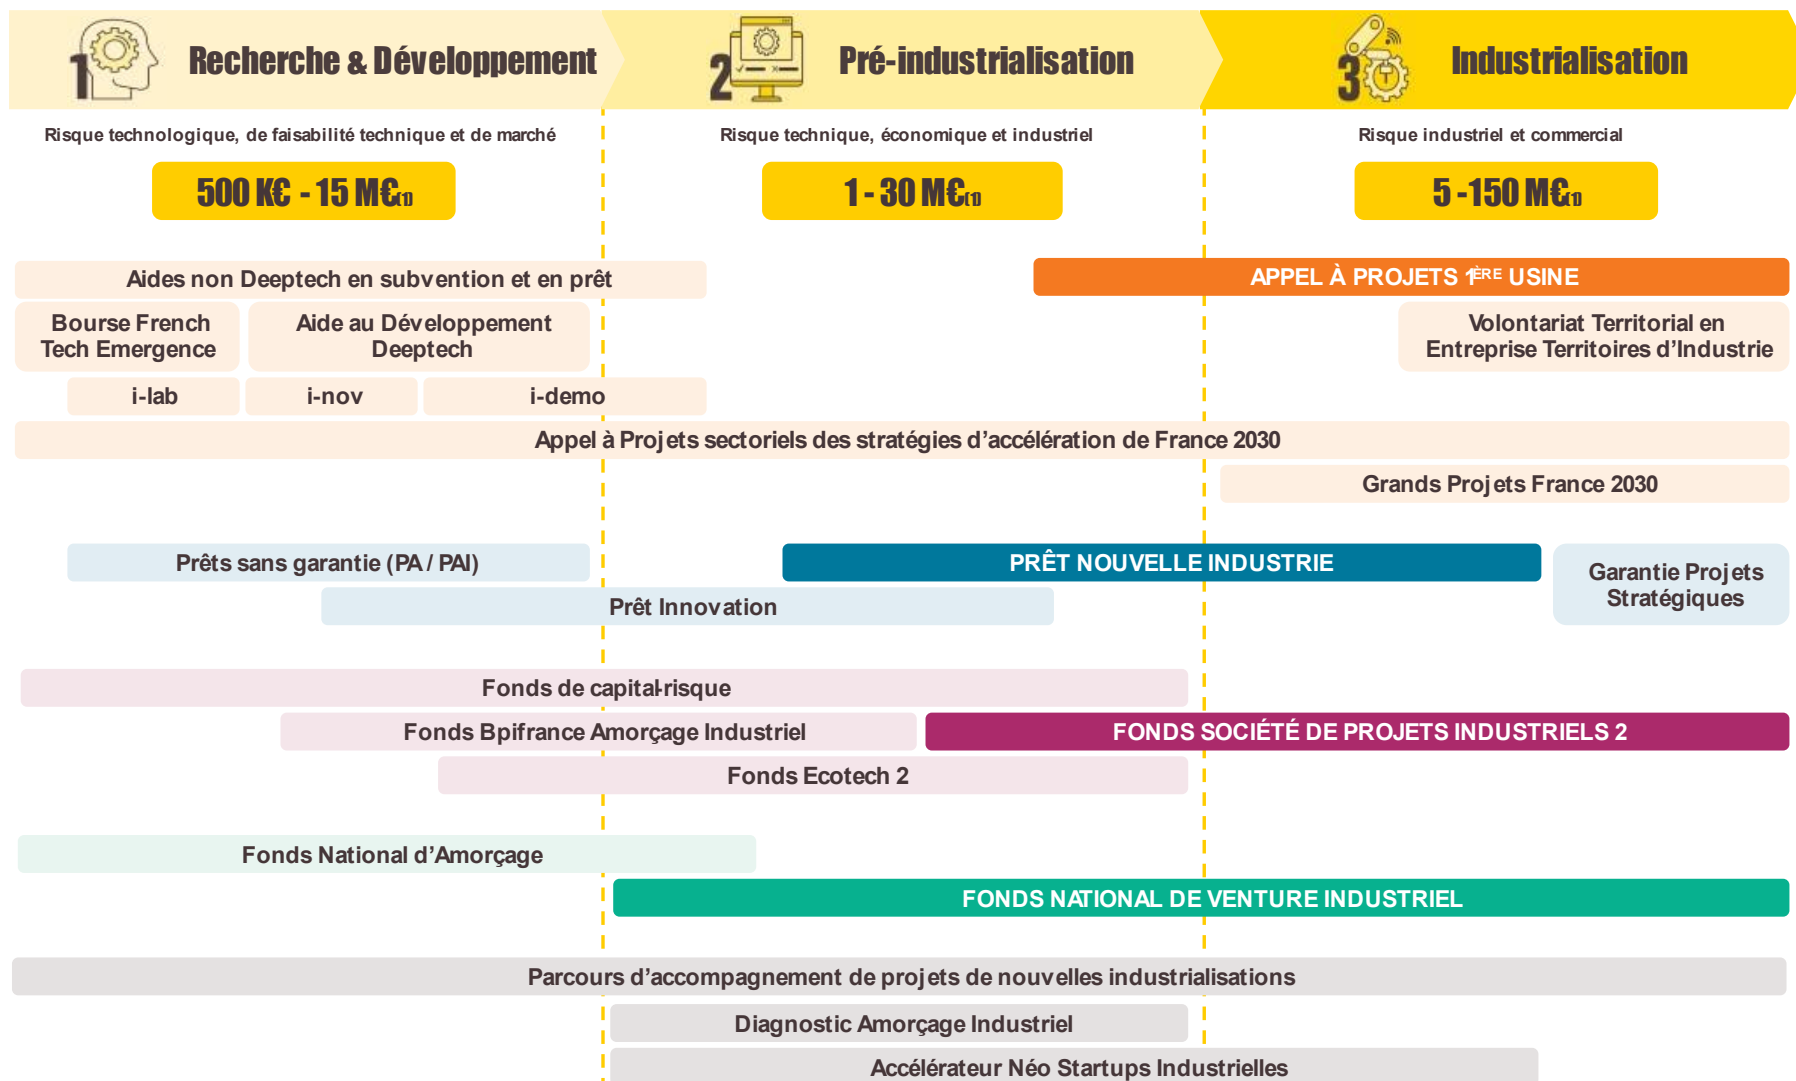 1 Recherche & Développement
2 Pré-industrialisation
3 Industrialisation
Risque technologique, de faisabilité technique et de marché
Risque technique, économique et industriel
Risque industriel et commercial
500 K€ - 15 M€(1)
1 - 30 M€(1)
5 -150 M€(1)
Aides non Deeptech en subvention et en prêt
APPEL À PROJETS 1ÈRE USINE
Bourse French
Tech Emergence
Aide au Développement
Deeptech
Volontariat Territorial en
Entreprise Territoires d’Industrie
i-lab
i-nov
i-demo
Appel à Projets sectoriels des stratégies d’accélération de France 2030
Grands Projets France 2030
Prêts sans garantie (PA / PAI)
PRÊT NOUVELLE INDUSTRIE
Garantie Projets
Stratégiques
Prêt Innovation
Fonds de capital-risque
Fonds Bpifrance Amorçage Industriel
FONDS SOCIÉTÉ DE PROJETS INDUSTRIELS 2
Fonds Ecotech 2
Fonds National d’Amorçage
FONDS NATIONAL DE VENTURE INDUSTRIEL
Parcours d’accompagnement de projets de nouvelles industrialisations
Diagnostic Amorçage Industriel
Accélérateur Néo Startups Industrielles